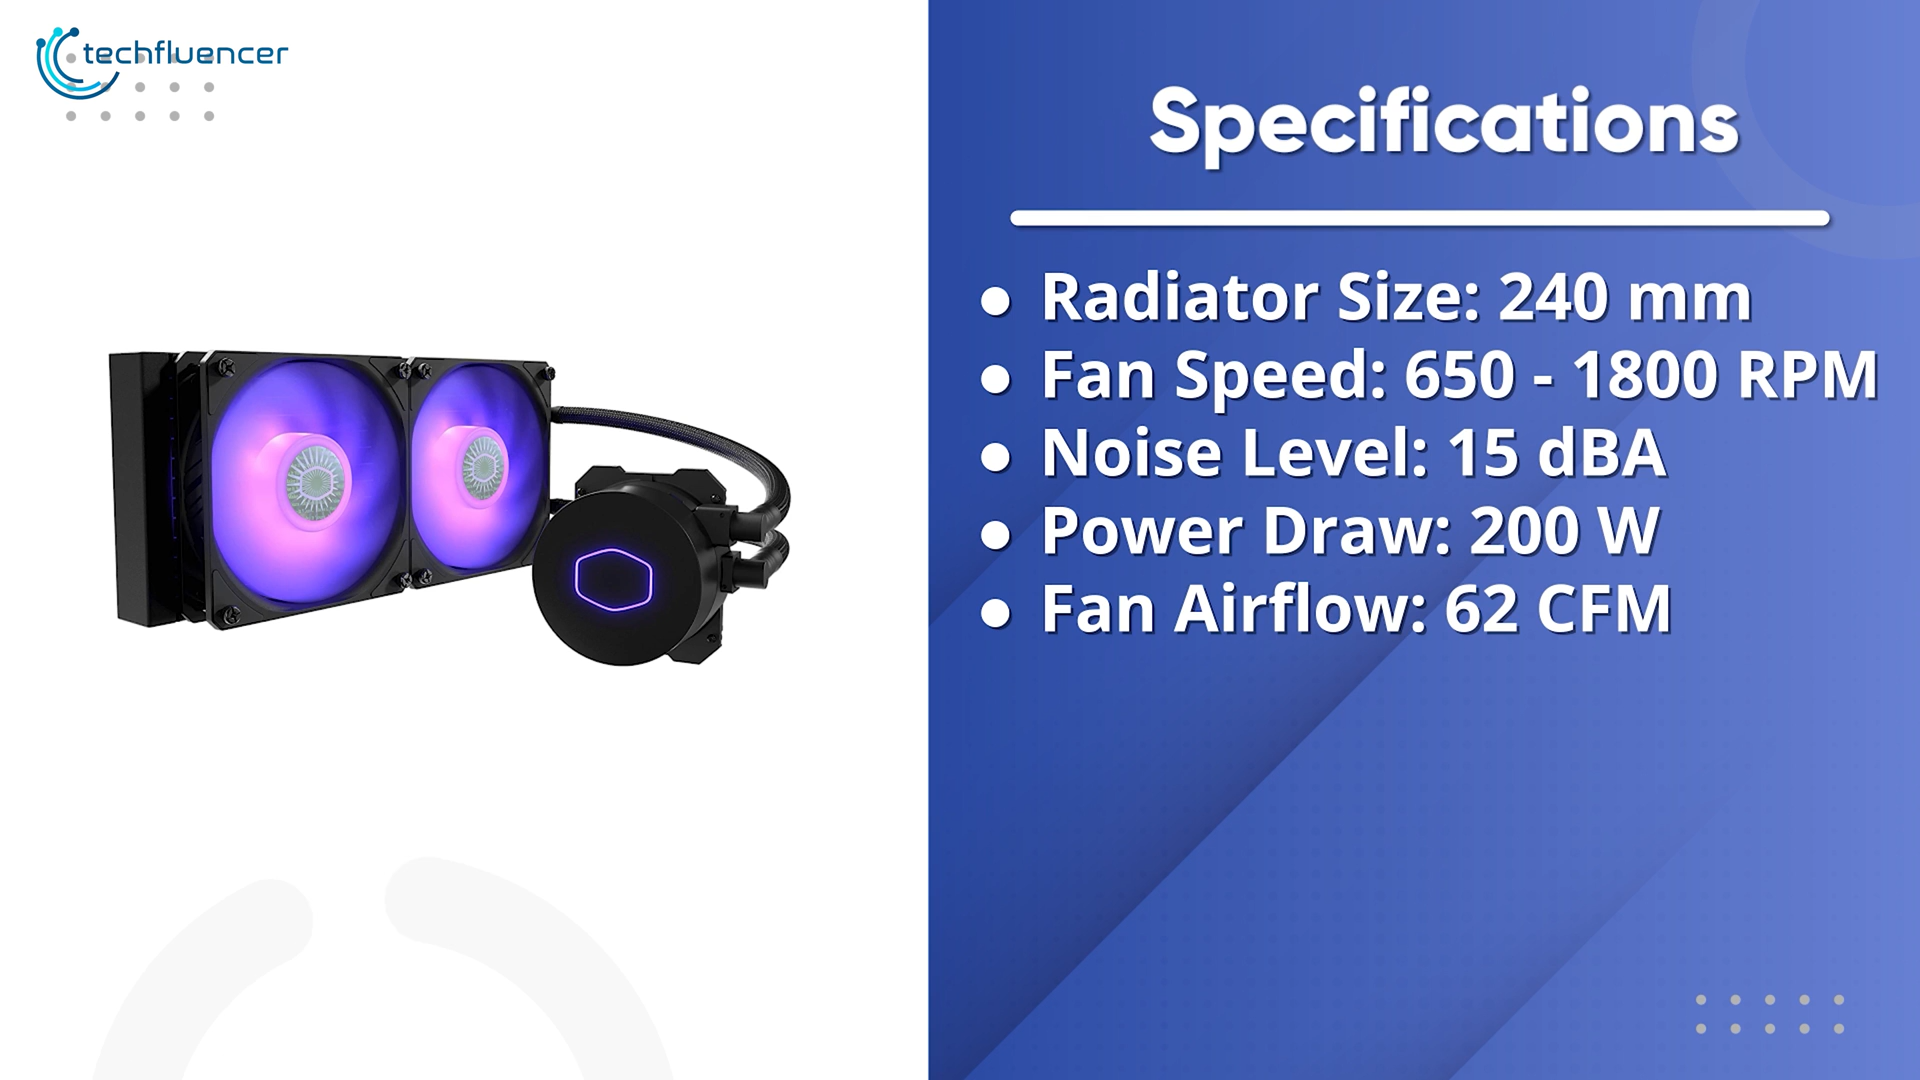 techfluencer
Specifications
● Radiator Size: 240 mm
● Fan Speed: 650 - 1800 RPM
● Noise Level: 15 dBA
● Power Draw: 200 W
● Fan Airflow: 62 CFM